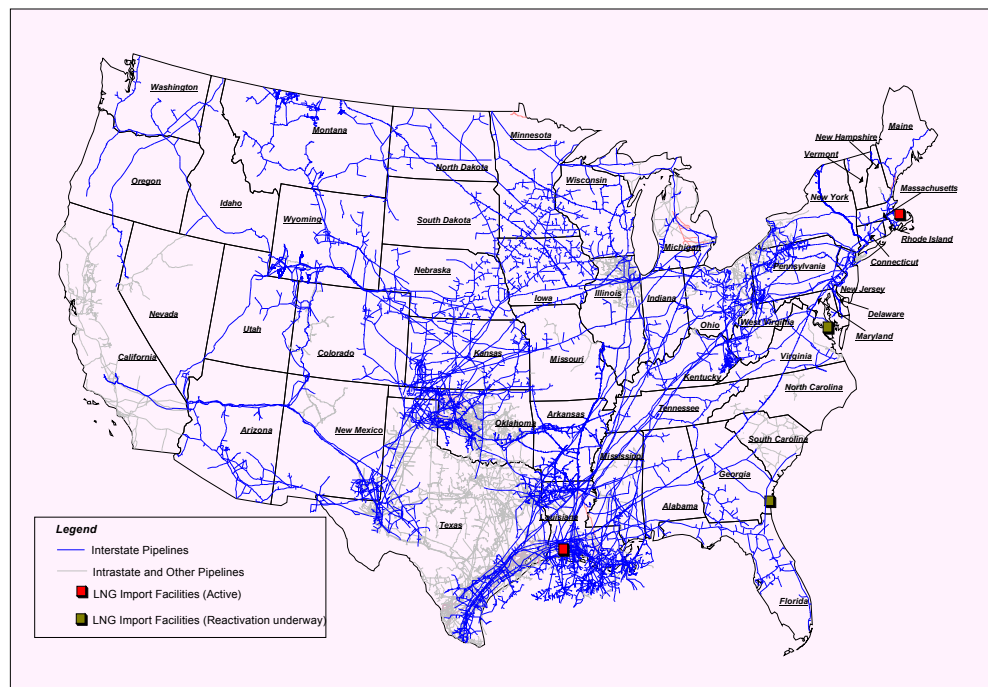 Washington
Montana
North Dakota
Minnesota
Maine
New Hampshire
Vermont
Oregon
Idaho
Wyoming
South Dakota
Wisconsin
Michigan
New York
Massachusetts
Rhode Island
Connecticut
Nebraska
Iowa
Illinois
Indiana
Ohio
Pennsylvania
New Jersey
Delaware
Maryland
Nevada
Utah
Colorado
Kansas
Missouri
West Virginia
Virginia
Kentucky
California
Arizona
New Mexico
Oklahoma
Arkansas
Tennessee
North Carolina
South Carolina
Mississippi
Georgia
Alabama
Texas
Louisiana
Florida
Legend
Interstate Pipelines
Intrastate and Other Pipelines
LNG Import Facilities (Active)
LNG Import Facilities (Reactivation underway)